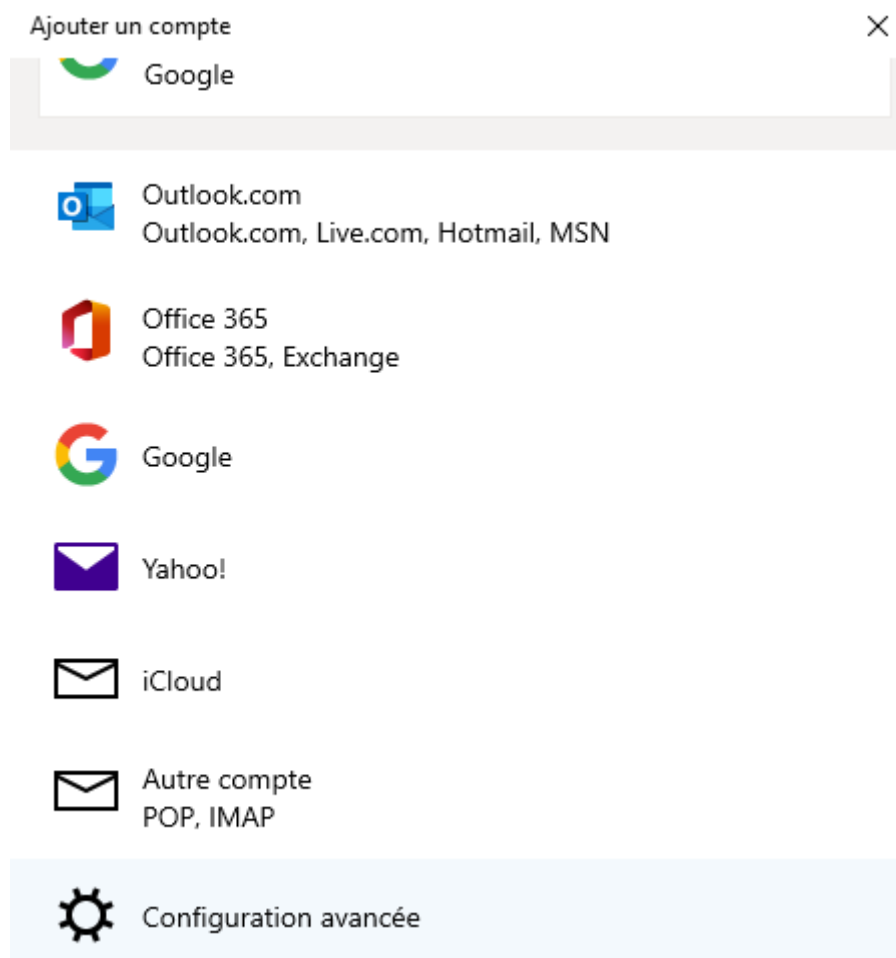 Ajouter un compte
Google
Outlook.com
Outlook.com, Live.com, Hotmail, MSN
Office 365
Office 365, Exchange
Google
Yahoo!
iCloud
Autre compte
POP, IMAP
Configuration avancée